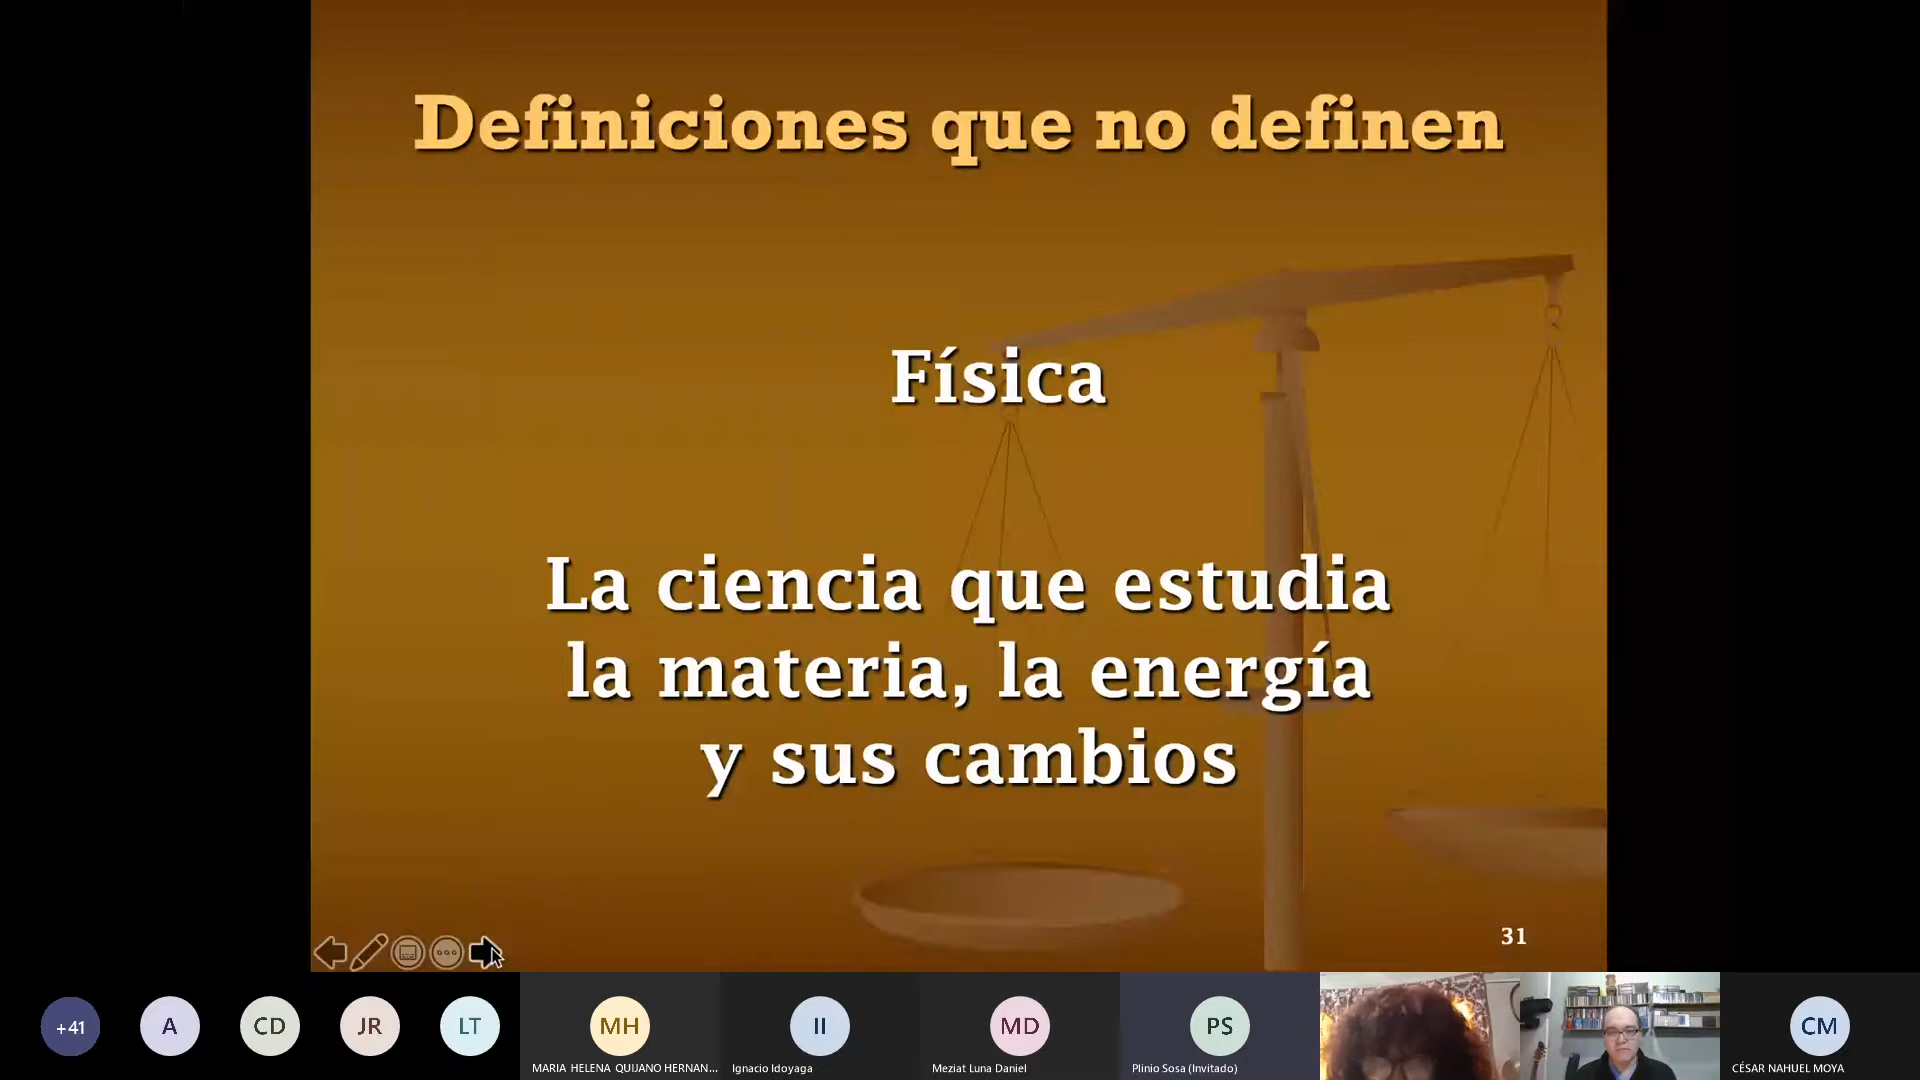 Definiciones que no definen
Física
La ciencia que estudia
la materia, la energía
y sus cambios
31
+41
A
CD
JR
LT
MH
II
MD
PS
CM
MARIA HELENA QUIJANO HERNAN...
Ignacio Idoyaga
Meziat Luna Daniel
Plinio Sosa (Invitado)
CÉSAR NAHUEL MOYA